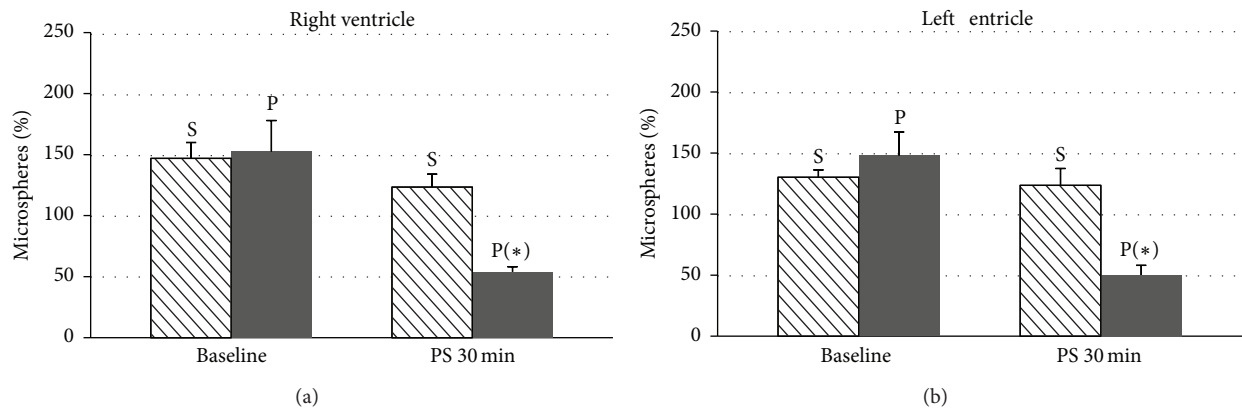 Right ventricle
250
200
150
100
50
0
Microspheres (%)
S
P
S
P(∗)
Baseline
PS 30 min
(a)
Left entricle
250
200
150
100
50
0
Microspheres (%)
S
P
S
P(∗)
Baseline
PS 30 min
(b)